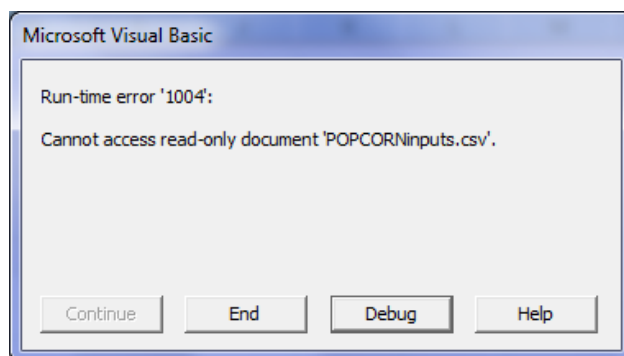 Microsoft Visual Basic
Run-time error '1004':
Cannot access read-only document 'POPCORNinputs.csv'.
Continue
End
Debug
Help